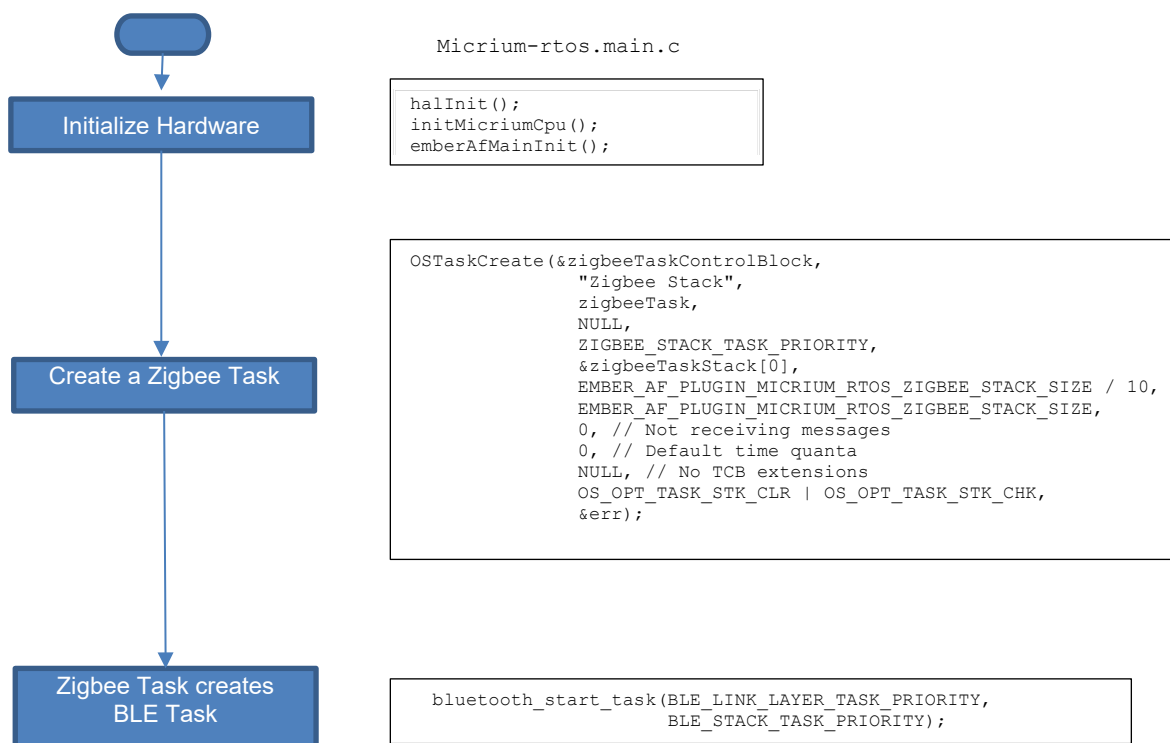 Micrium-rtos.main.c
Initialize Hardware
halInit();
initMicriumCpu();
emberAfMainInit();
Create a Zigbee Task
OSTaskCreate(&zigbeeTaskControlBlock,
"Zigbee Stack",
zigbeeTask,
NULL,
ZIGBEE_STACK_TASK_PRIORITY,
&zigbeeTaskStack[0],
EMBER_AF_PLUGIN_MICRIUM_RTOS_ZIGBEE_STACK_SIZE / 10,
EMBER_AF_PLUGIN_MICRIUM_RTOS_ZIGBEE_STACK_SIZE,
0, // Not receiving messages
0, // Default time quanta
NULL, // No TCB extensions
OS_OPT_TASK_STK_CLR | OS_OPT_TASK_STK_CHK,
&err);
Zigbee Task creates
BLE Task
bluetooth_start_task(BLE_LINK_LAYER_TASK_PRIORITY,
BLE_STACK_TASK_PRIORITY);